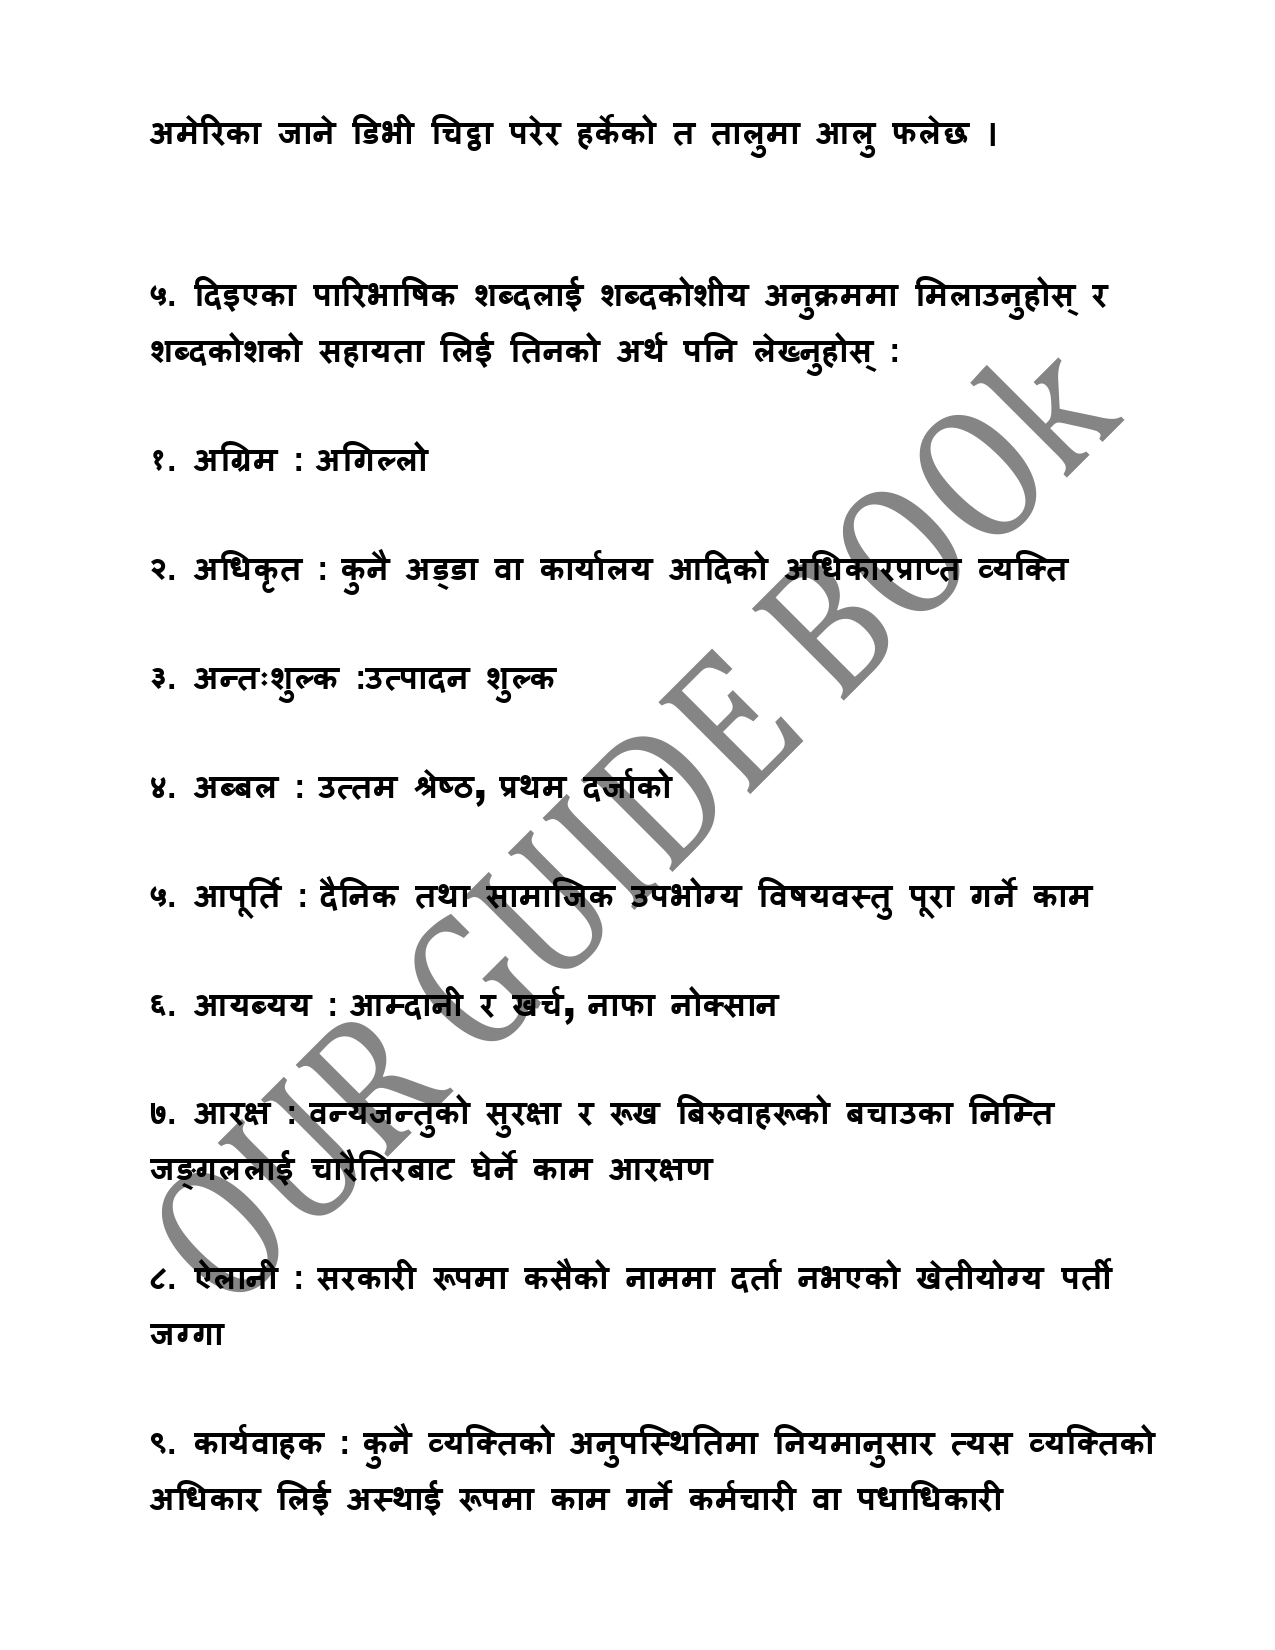 अमेरिका जाने डिभी चिट्ठा परेर हर्केको त तालुमा आलु फलेछ ।
५. दिइएका पारिभाषिक शब्दलाई शब्दकोशीय अनुक्रममा मिलाउनुहोस् र
शब्दकोशको सहायता लिई तिनको अर्थ पनि लेख्नुहोस् :
१. अग्रिम : अगिल्लो
२. अधिकृत : कुनै अड्डा वा कार्यालय आदिको अधिकारप्राप्त व्यक्ति
३. अन्तःशुल्क :उत्पादन शुल्क
४. अब्बल : उत्तम श्रेष्ठ, प्रथम दर्जाको
५. आपूर्ति : दैनिक तथा सामाजिक उपभोग्य विषयवस्तु पूरा गर्ने काम
६. आयब्यय : आम्दानी र खर्च, नाफा नोक्सान
७. आरक्ष : वन्यजन्तुको सुरक्षा र रूख बिरुवाहरूको बचाउका निम्ति
जङ्गललाई चारैतिरबाट घेर्ने काम आरक्षण
८. ऐलानी : सरकारी रूपमा कसैको नाममा दर्ता नभएको खेतीयोग्य पर्ती
जग्गा
९. कार्यवाहक : कुनै व्यक्तिको अनुपस्थितिमा नियमानुसार त्यस व्यक्तिको
अधिकार लिई अस्थाई रूपमा काम गर्ने कर्मचारी वा पधाधिकारी
OUR GUIDE BOOk